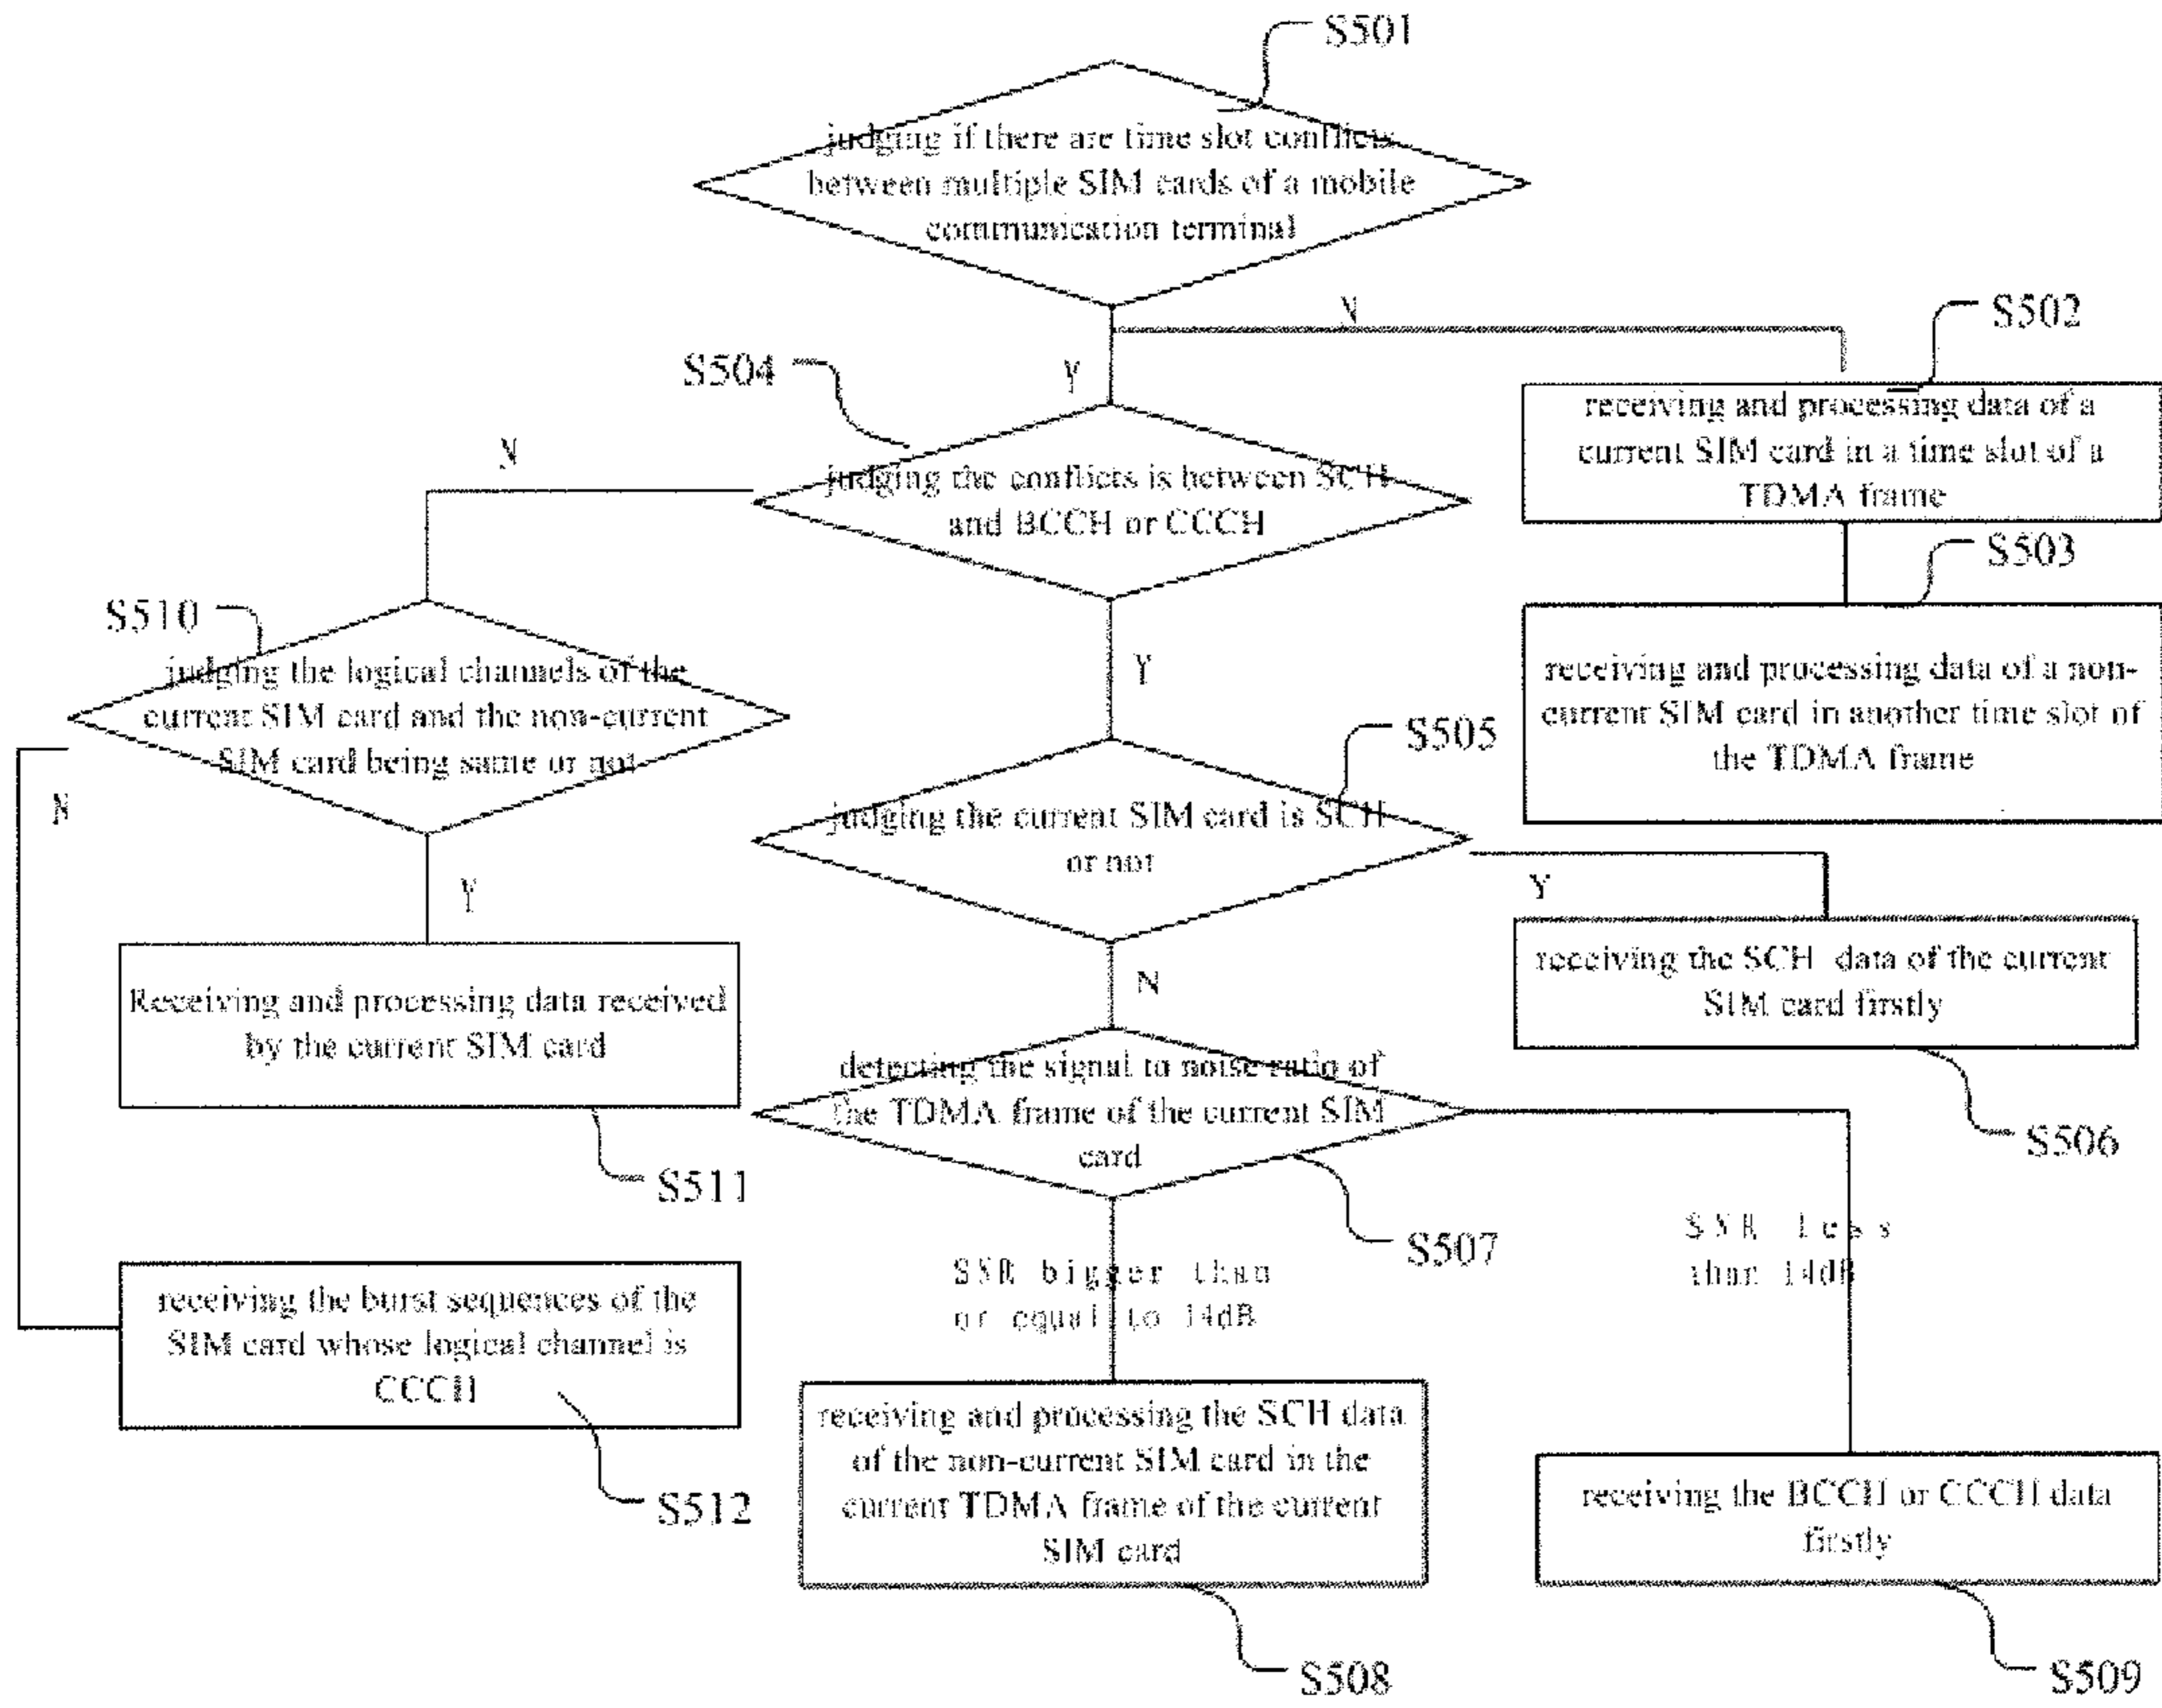 S501
judging if there are time slot conflicts
between multiple SIM cards of a mobile
communication terminal
N
S502
S504
Y
receiving and processing data of a
current SIM card in a time slot of a
TDMA frame
N
judging the conflicts is between SCH
and BCCH or CCCH
S503
S510
receiving and processing data of a non-
current SIM card in another time slot of
the TDMA frame
judging the logical channels of the
current SIM card and the non-current
SIM card being same or not
Y
S505
N
judging the current SIM card is SCH
or not
Y
Y
receiving the SCH data of the current
SIM card firstly
N
Receiving and processing data received
by the current SIM card
detecting the signal to noise ratio of
the TDMA frame of the current SIM
card
S506
S511
S507
SNR less
than 14dB
SNR bigger than
or equal to 14dB
receiving the burst sequences of the
SIM card whose logical channel is
CCCH
receiving and processing the SCH data
of the non-current SIM card in the
current TDMA frame of the current
SIM card
S512
receiving the BCCH or CCCH data
firstly
S508
S509